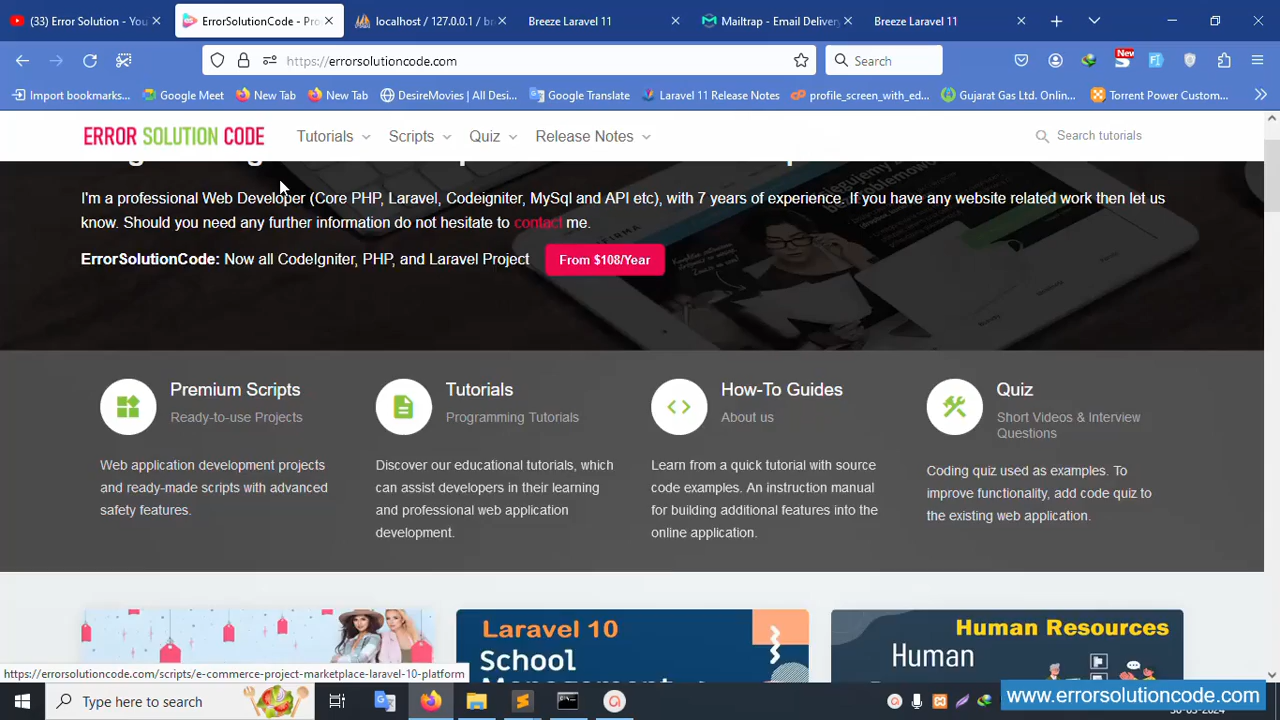 (33) Error Solution - You
ErrorSolutionCode - Pro
localhost / 127.0.0.1 / br
Breeze Laravel 11
Mailtrap - Email Delivery
Breeze Laravel 11
https://errorsolutioncode.com
Search
New
Import bookmarks...
Google Meet
New Tab
New Tab
DesireMovies | All Desi...
Google Translate
Laravel 11 Release Notes
profile_screen_with_ed...
Gujarat Gas Ltd. Onlin...
Torrent Power Custom...
ERROR SOLUTION CODE
Tutorials
Scripts
Quiz
Release Notes
Search tutorials
I'm a professional Web Developer (Core PHP, Laravel, Codeigniter, MySql and API etc), with 7 years of experience. If you have any website related work then let us
know. Should you need any further information do not hesitate to contact me.
ErrorSolutionCode: Now all CodeIgniter, PHP, and Laravel Project
From $108/Year
Premium Scripts
Ready-to-use Projects
Web application development projects
and ready-made scripts with advanced
safety features.
Tutorials
Programming Tutorials
Discover our educational tutorials, which
can assist developers in their learning
and professional web application
development.
How-To Guides
About us
Learn from a quick tutorial with source
code examples. An instruction manual
for building additional features into the
online application.
Quiz
Short Videos & Interview
Questions
Coding quiz used as examples. To
improve functionality, add code quiz to
the existing web application.
Laravel 10
School
Human Resources
Human
https://errorsolutioncode.com/scripts/e-commerce-project-marketplace-laravel-10-platform
Type here to search
www.errorsolutioncode.com